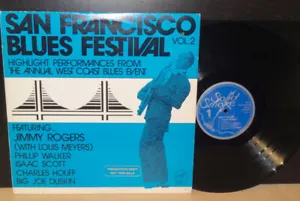 SAN FRANCISCO
BLUES FESTIVAL
VOL. 2
HIGHLIGHT PERFORMANCES FROM
THE ANNUAL WEST COAST BLUES EVENT
FEATURING...
JIMMY ROGERS
(WITH LOUIS MEYERS)
PHILLIP WALKER
ISAAC SCOTT
CHARLES HOUFF
BIG JOE DUSKIN
1